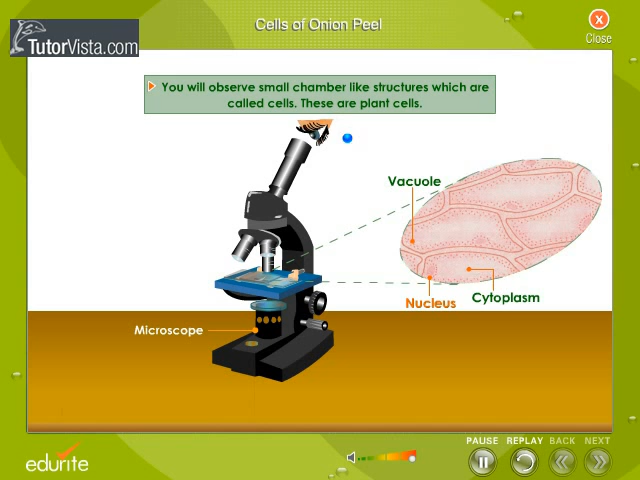 Cells of Onion Peel
X
Close
TutorVista.com
You will observe small chamber like structures which are
called cells. These are plant cells.
Vacuole
Nucleus
Cytoplasm
Microscope
edurite
PAUSE REPLAY BACK NEXT